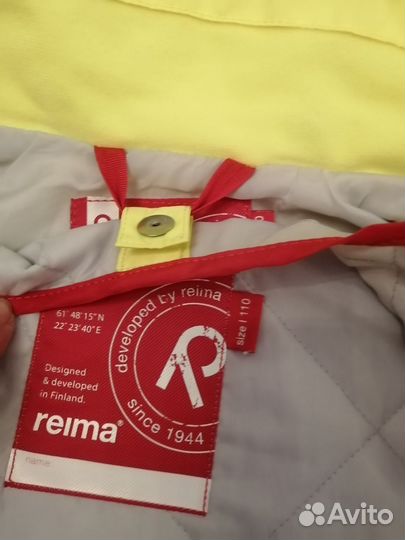 61° 48' 15" N
22° 23' 40" E
developed by reima
since 1944
size | 110
Designed
& developed
in Finland.
reima®
name
Avito